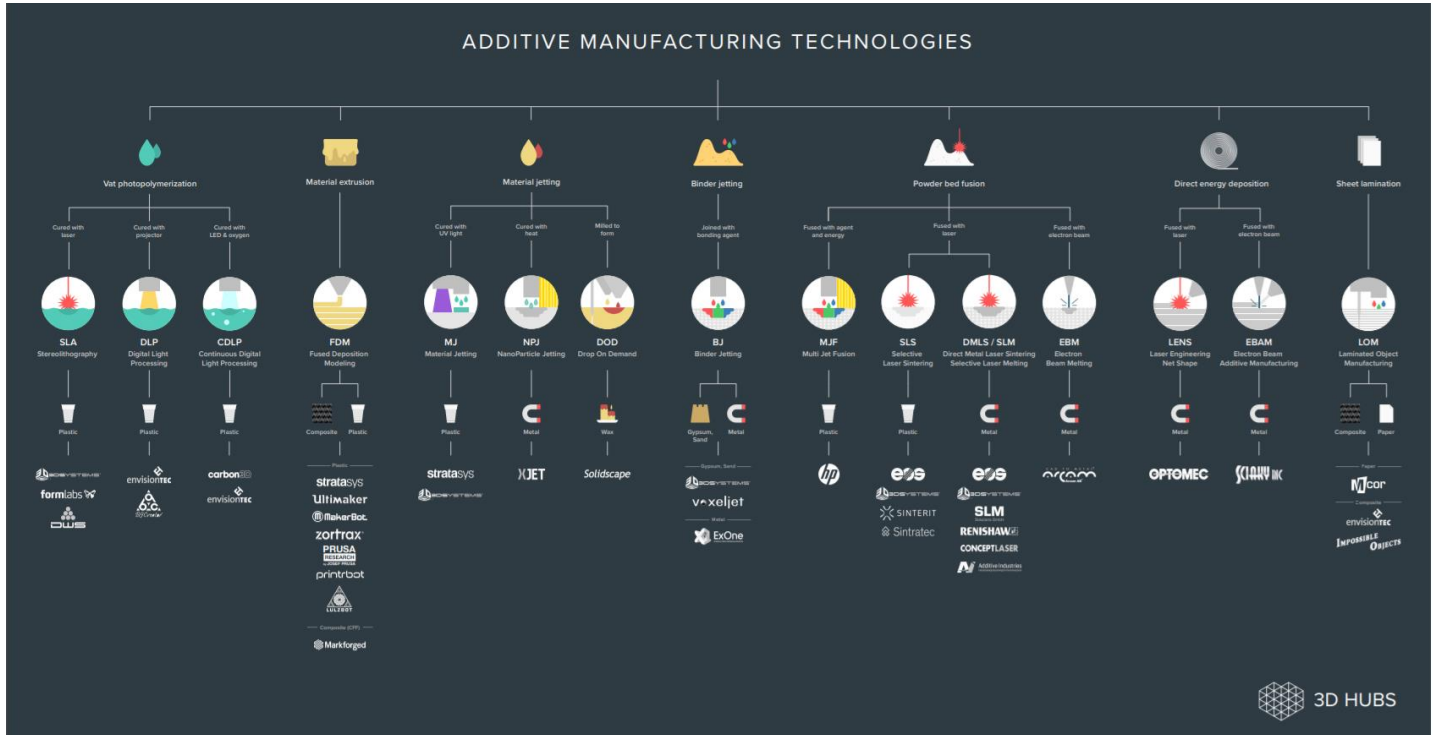 ADDITIVE MANUFACTURING TECHNOLOGIES
Vat photopolymerization
Material extrusion
Material jetting
Binder jetting
Powder bed fusion
Direct energy deposition
Sheet lamination
Cured with
laser
Cured with
projector
Cured with
LED & oxygen
Cured with
UV light
Cured with
heat
Milled to
form
Joined with
bonding agent
Fused with agent
and energy
Fused with
laser
Fused with
electron beam
Fused with
laser
Fused with
electron beam
SLA
Stereolithography
DLP
Digital Light
Processing
CDLP
Continuous Digital
Light Processing
FDM
Fused Deposition
Modeling
MJ
Material Jetting
NPJ
NanoParticle Jetting
DOD
Drop On Demand
BJ
Binder Jetting
MJF
Multi Jet Fusion
SLS
Selective
Laser Sintering
DMLS / SLM
Direct Metal Laser Sintering
Selective Laser Melting
EBM
Electron
Beam Melting
LENS
Laser Engineering
Net Shape
EBAM
Electron Beam
Additive Manufacturing
LOM
Laminated Object
Manufacturing
Plastic
Plastic
Plastic
Composite
Plastic
Plastic
Metal
Wax
Gypsum,
Sand
Metal
Plastic
Plastic
Metal
Metal
Metal
Metal
Composite
Paper
3DSYSTEMS
formlabs
DWS
envisionTEC
carbon3D
envisionTEC
Plastic
stratasys
Ultimaker
MakerBot
zortrax
PRUSA
RESEARCH
by JOSEF PRUSA
printrbot
LULZBOT
Composite (CFF)
Markforged
stratasys
3DSYSTEMS
XJET
Solidscape
Gypsum, Sand
3DSYSTEMS
voxeljet
Metal
ExOne
hp
eos
3DSYSTEMS
SINTERIT
Sintratec
eos
3DSYSTEMS
SLM
RENISHAW
CONCEPTLASER
Additive Industries
arcam
OPTOMEC
SCIAKY INC
Paper
Mcor
Composite
envisionTEC
IMPOSSIBLE
OBJECTS
3D HUBS